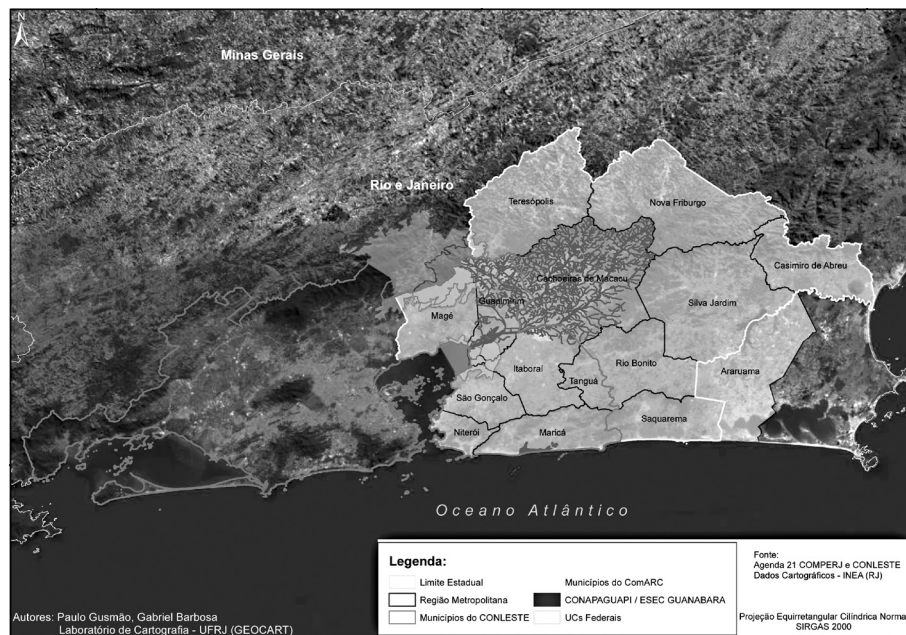 N
Minas Gerais
Rio e Janeiro
Teresópolis
Nova Friburgo
Casimiro de Abreu
Cachoeiras de Macacu
Guapimirim
Silva Jardim
Magé
Itaboraí
Rio Bonito
Araruama
Tanguá
São Gonçalo
Saquarema
Niterói
Maricá
Oceano Atlântico
Legenda:
Limite Estadual
Região Metropolitana
Municípios do CONLESTE
Municípios do ComARC
CONAPAGUAPI / ESEC GUANABARA
UCs Federais
Fonte:
Agenda 21 COMPERJ e CONLESTE
Dados Cartográficos - INEA (RJ)
Projeção Equirretangular Cilíndrica Norma
SIRGAS 2000
Autores: Paulo Gusmão, Gabriel Barbosa
Laboratório de Cartografia - UFRJ (GEOCART)